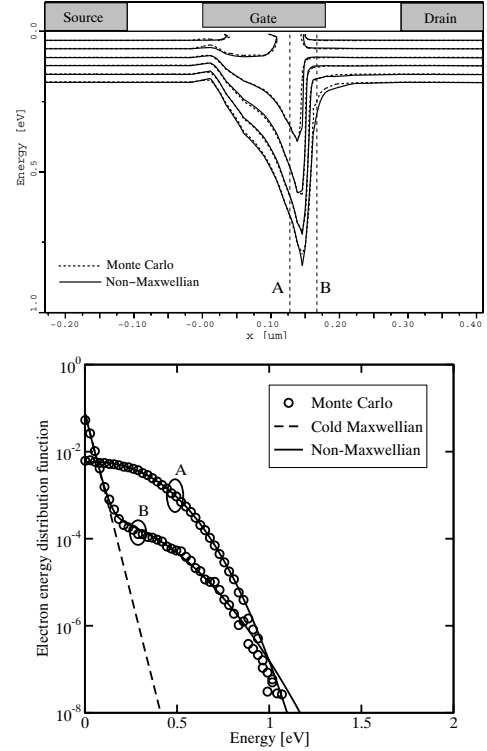 Source Gate Drain
0.0
0.5
1.0
Energy [eV]
Monte Carlo
Non-Maxwellian
A B
-0.20 -0.10 -0.00 0.10 0.20 0.30 0.40
x [um]
10^0
10^-2
10^-4
10^-6
10^-8
Electron energy distribution function
Monte Carlo
Cold Maxwellian
Non-Maxwellian
A
B
0 0.5 1 1.5 2
Energy [eV]